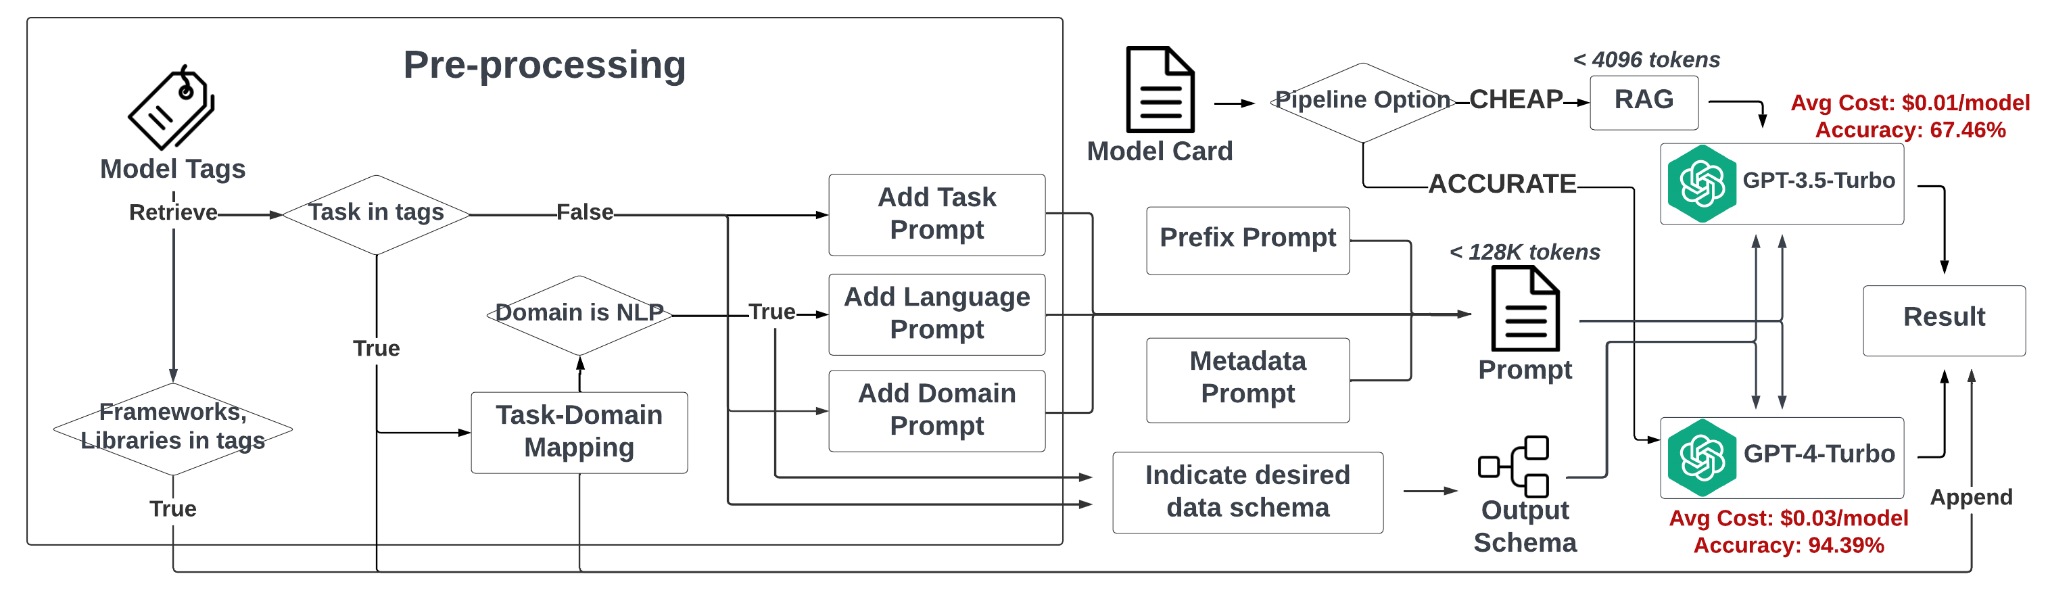 Pre-processing
Model Tags
Retrieve
Task in tags
False
True
Frameworks,
Libraries in tags
True
Domain is NLP
True
Task-Domain
Mapping
Add Task
Prompt
Add Language
Prompt
Add Domain
Prompt
Model Card
Pipeline Option
CHEAP
ACCURATE
< 4096 tokens
RAG
Avg Cost: $0.01/model
Accuracy: 67.46%
GPT-3.5-Turbo
Prefix Prompt
Metadata
Prompt
< 128K tokens
Prompt
Indicate desired
data schema
Output
Schema
Result
GPT-4-Turbo
Avg Cost: $0.03/model
Accuracy: 94.39%
Append